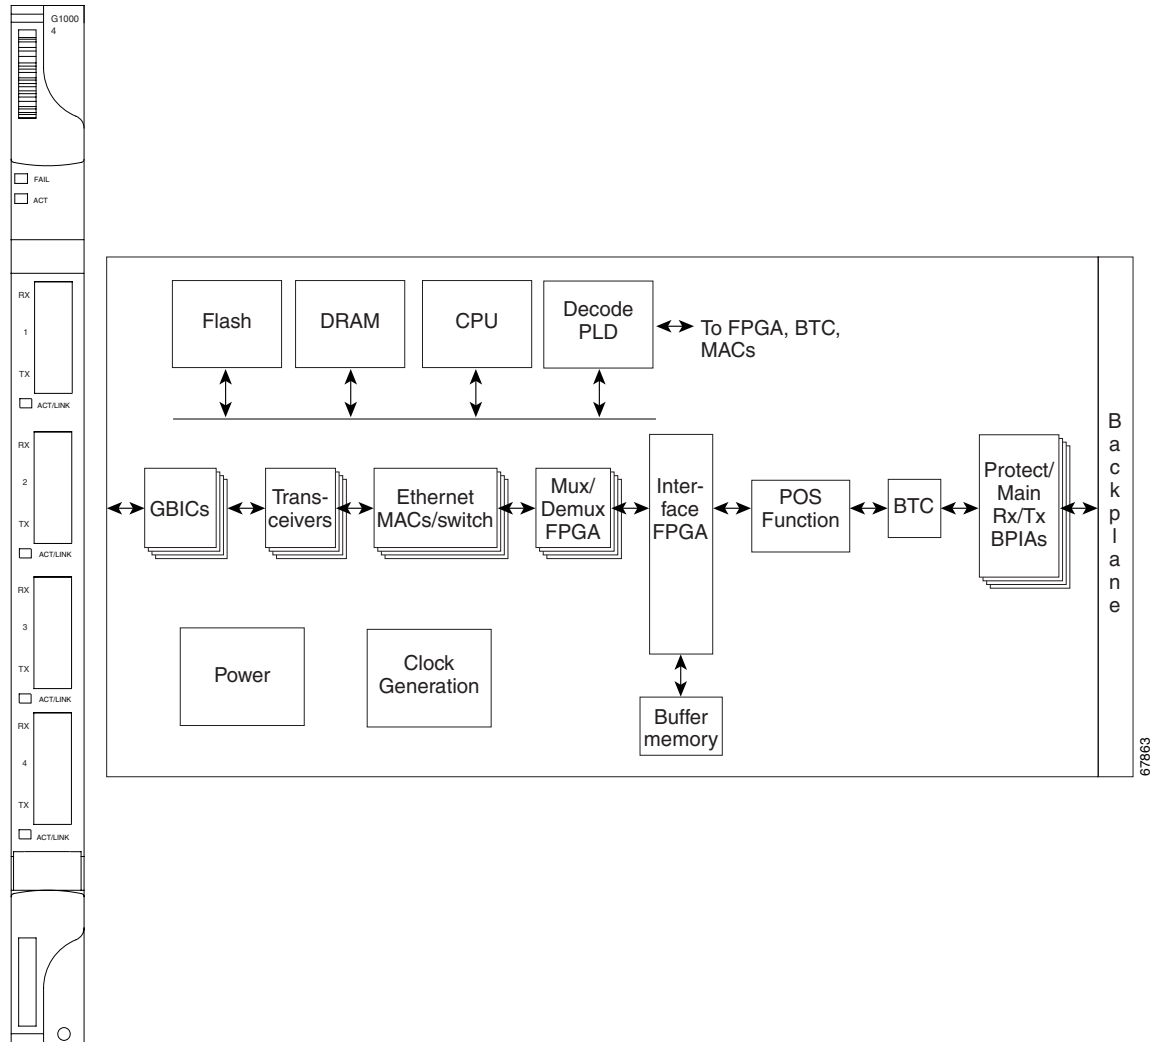 G1000
4
FAIL
ACT
RX
1
TX
ACT/LINK
RX
2
TX
ACT/LINK
RX
3
TX
ACT/LINK
RX
4
TX
ACT/LINK
Flash
DRAM
CPU
Decode
PLD
To FPGA, BTC,
MACs
GBICs
Trans-
ceivers
Ethernet
MACs/switch
Mux/
Demux
FPGA
Inter-
face
FPGA
POS
Function
BTC
Protect/
Main
Rx/Tx
BPIAs
Backplane
Power
Clock
Generation
Buffer
memory
67863